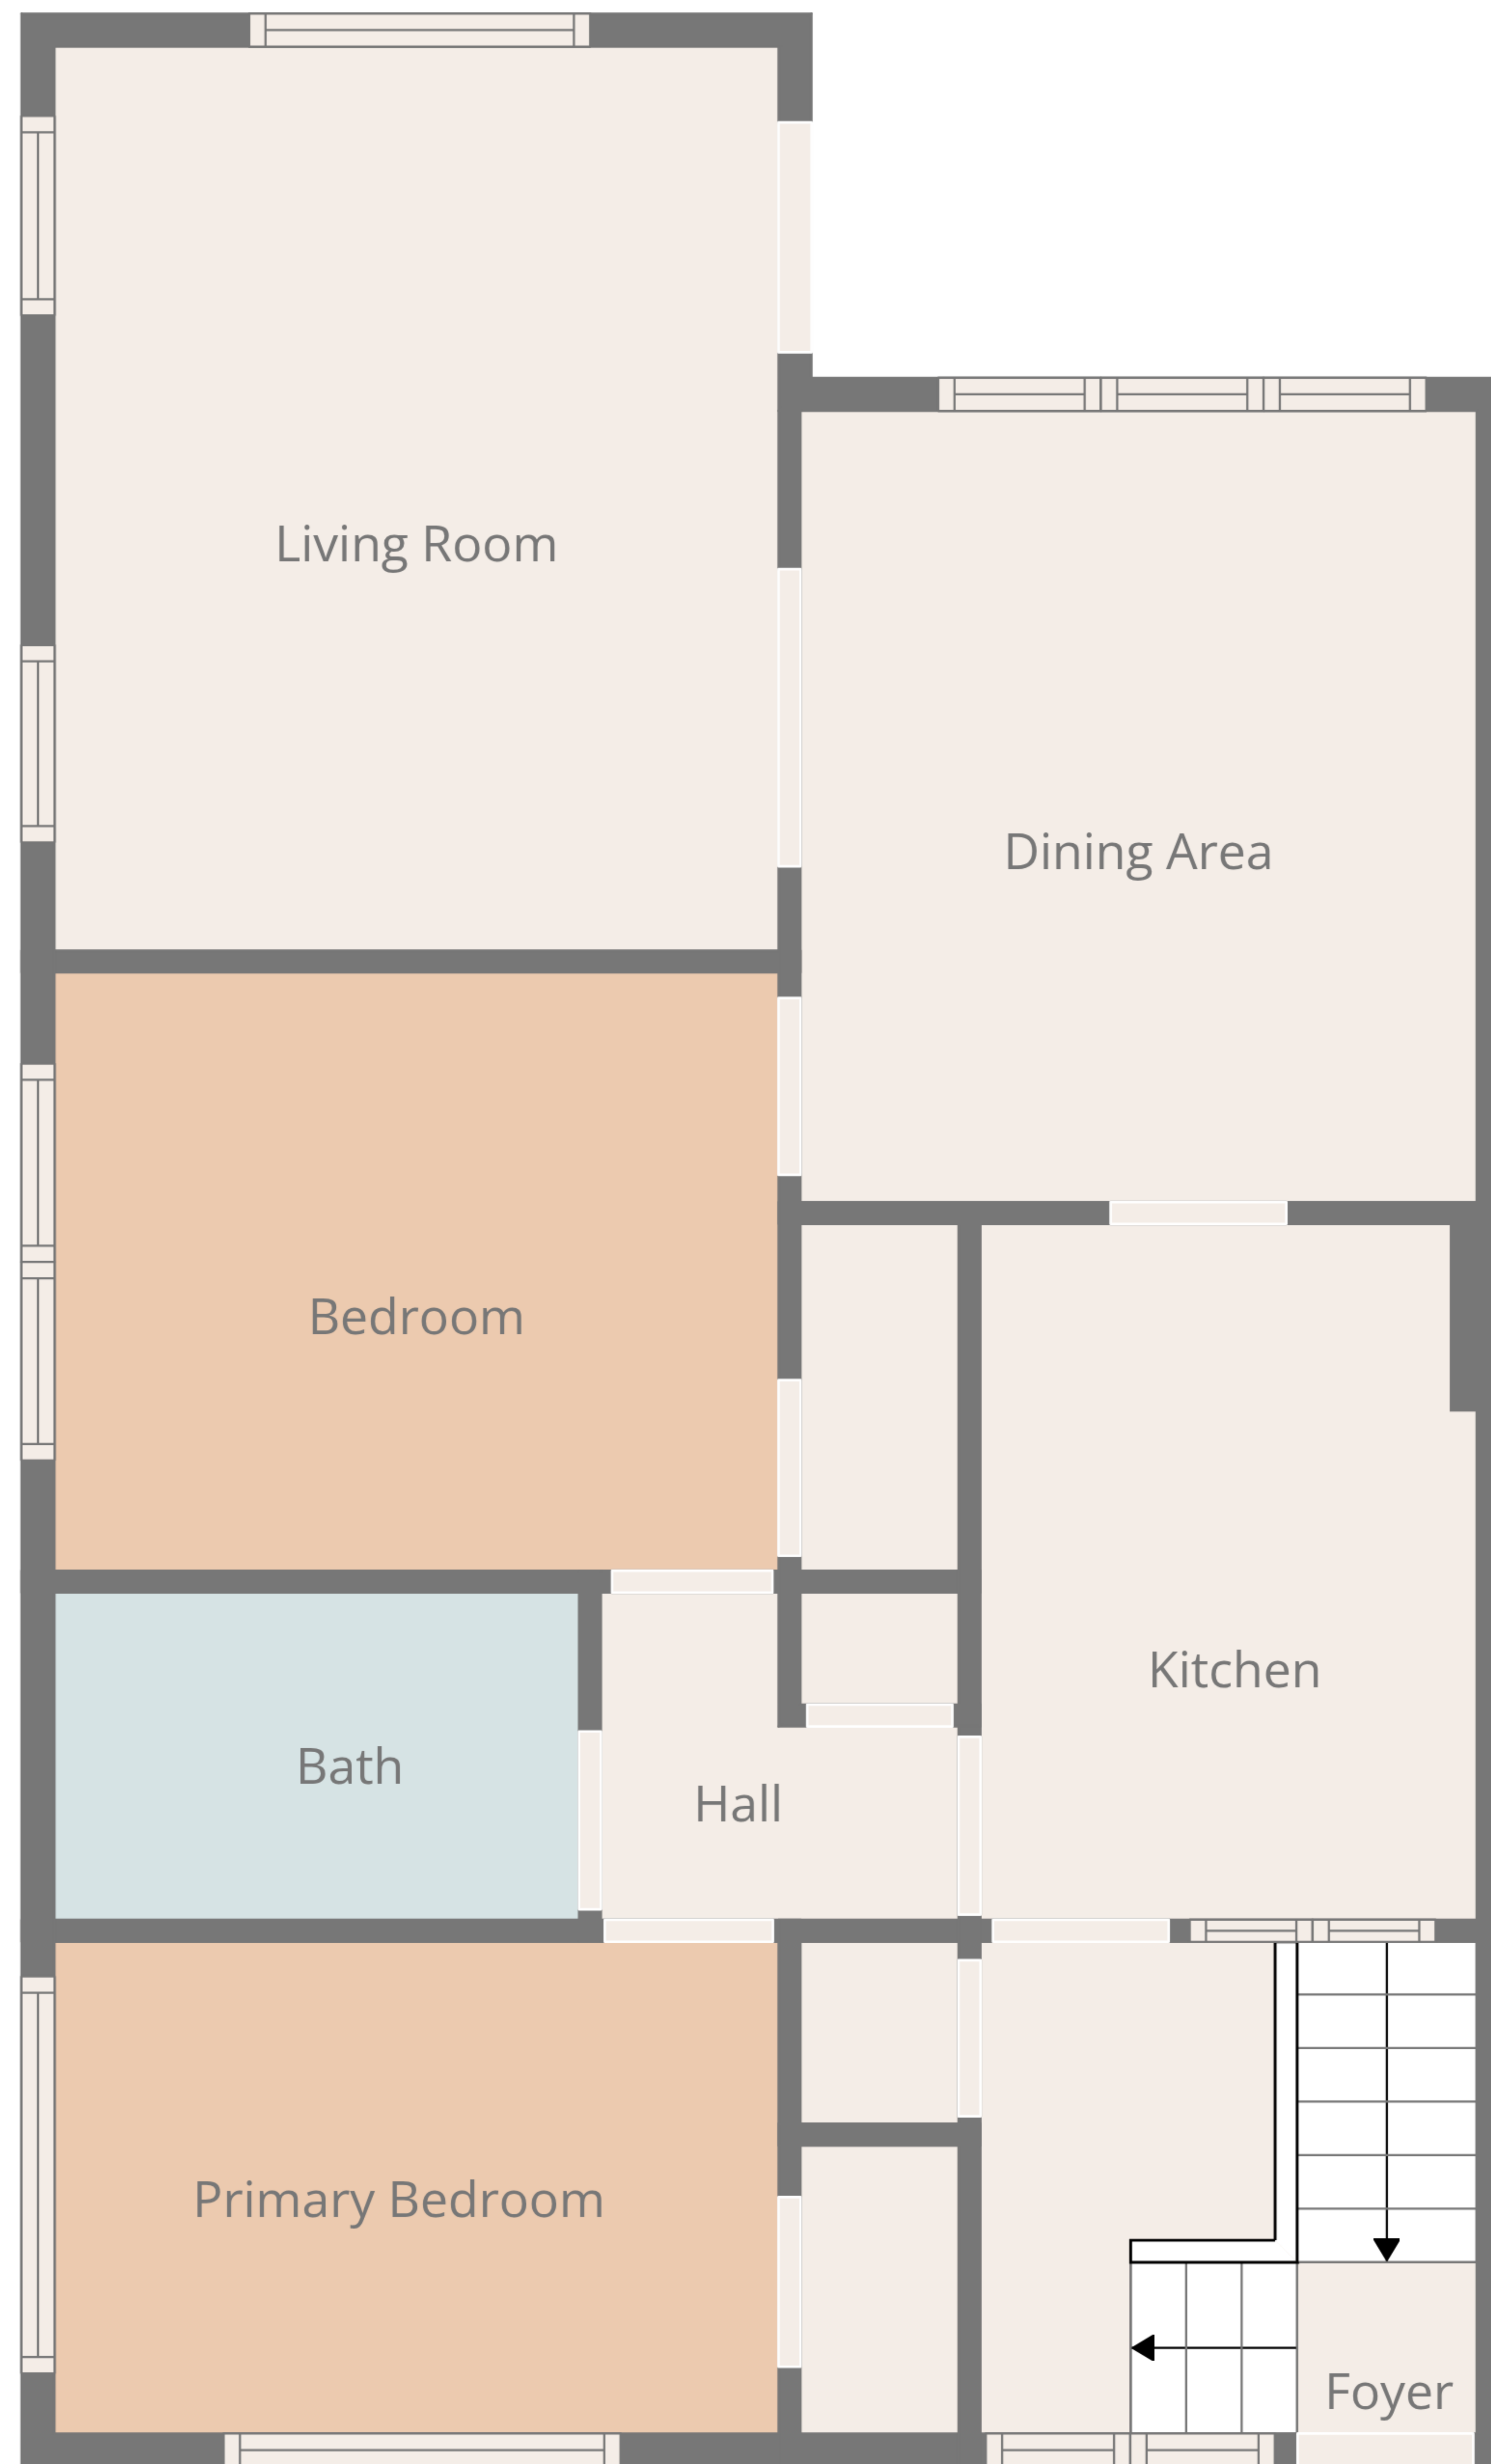 Living Room
Dining Area
Bedroom
Kitchen
Bath
Hall
Primary Bedroom
Foyer